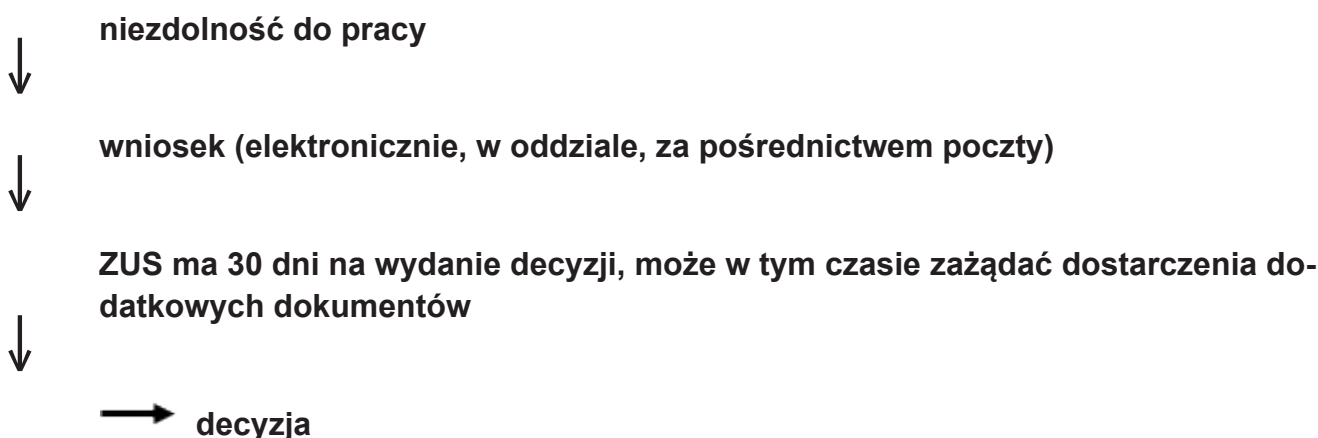 niezdolność do pracy
wniosek (elektronicznie, w oddziale, za pośrednictwem poczty)
ZUS ma 30 dni na wydanie decyzji, może w tym czasie zażądać dostarczenia do-
datkowych dokumentów
decyzja